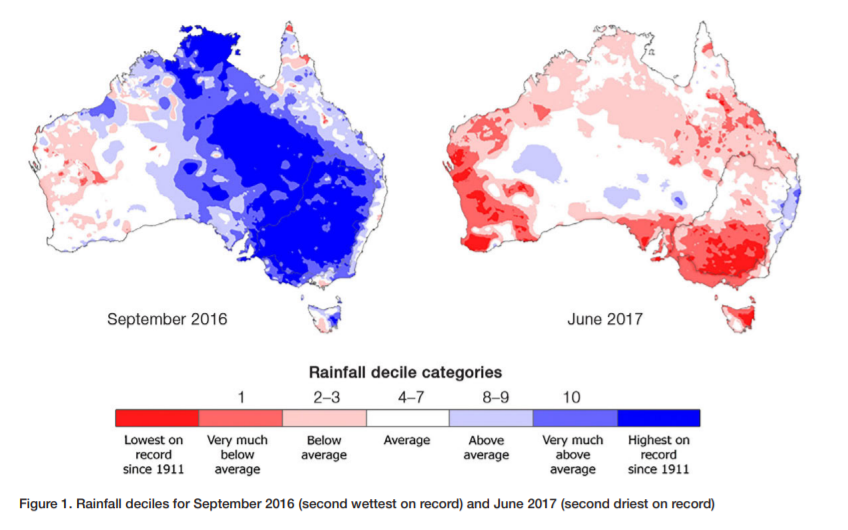 September 2016
June 2017
Rainfall decile categories
1
2–3
4–7
8–9
10
Lowest on
record
since 1911
Very much
below
average
Below
average
Average
Above
average
Very much
above
average
Highest on
record
since 1911
Figure 1. Rainfall deciles for September 2016 (second wettest on record) and June 2017 (second driest on record)